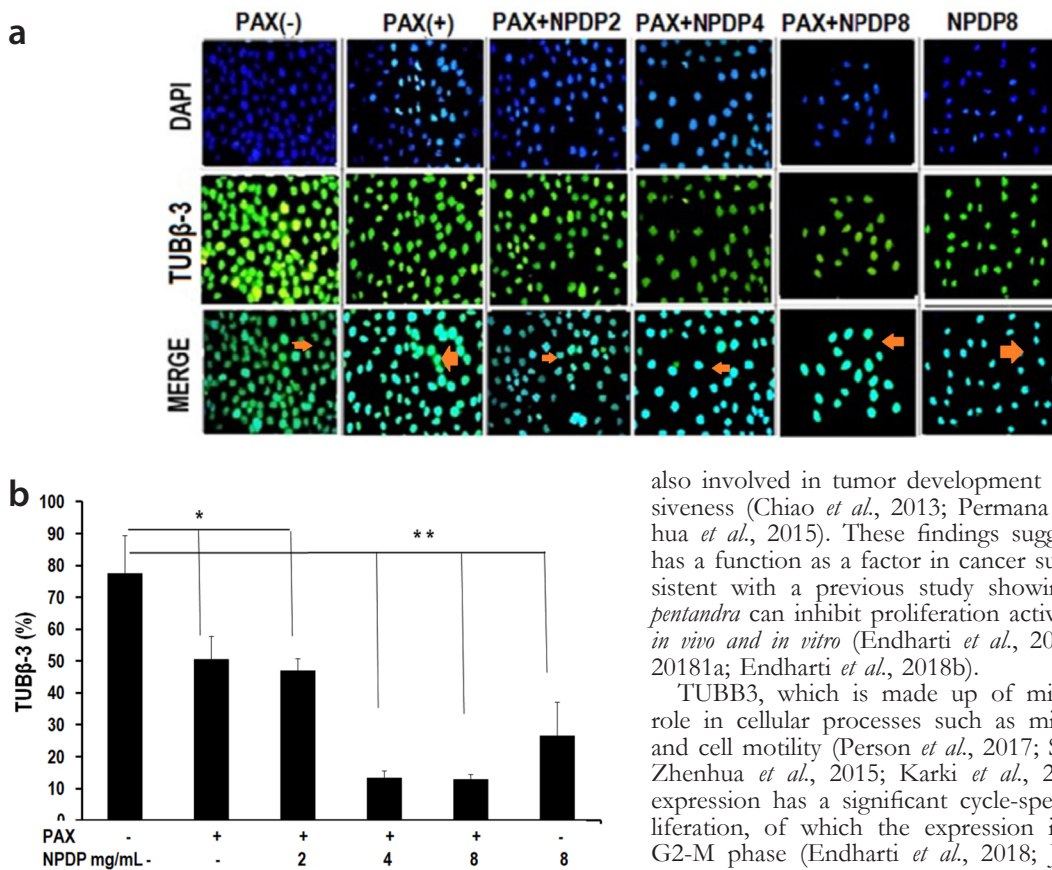 a
PAX(-) PAX(+) PAX+NPDP2 PAX+NPDP4 PAX+NPDP8 NPDP8
DAPI
TUBβ-3
MERGE
b
100
90
80
70
60
50
40
30
20
10
0
TUBβ-3 (%)
*
**
PAX - + + + + -
NPDP mg/mL - - 2 4 8 8
also involved in tumor development
siveness (Chiao et al., 2013; Permana
hua et al., 2015). These findings sugg
has a function as a factor in cancer su
sistent with a previous study showin
pentandra can inhibit proliferation activ
in vivo and in vitro (Endharti et al., 20
20181a; Endharti et al., 2018b).
TUBB3, which is made up of mi
role in cellular processes such as mi
and cell motility (Person et al., 2017; S
Zhenhua et al., 2015; Karki et al., 2
expression has a significant cycle-spe
liferation, of which the expression i
G2-M phase (Endharti et al., 2018; J